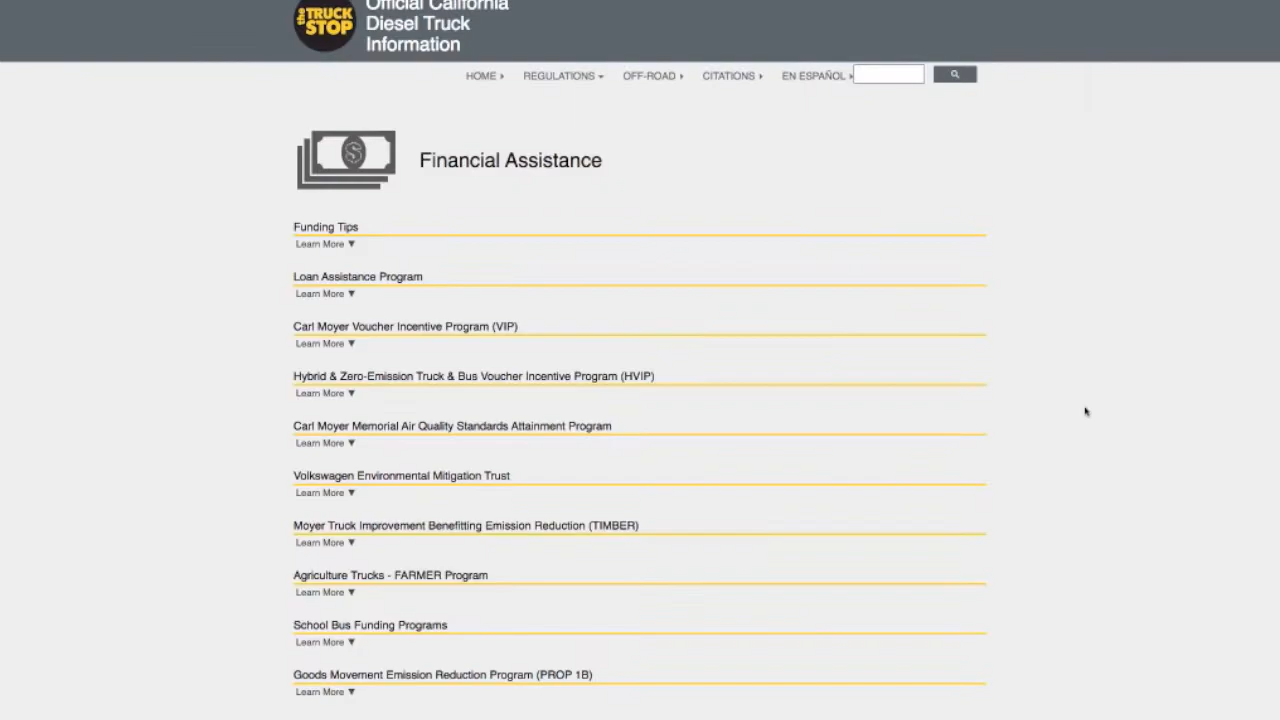 the TRUCK
STOP
Official California
Diesel Truck
Information
HOME
REGULATIONS
OFF-ROAD
CITATIONS
EN ESPAÑOL
Financial Assistance
Funding Tips
Learn More ▼
Loan Assistance Program
Learn More ▼
Carl Moyer Voucher Incentive Program (VIP)
Learn More ▼
Hybrid & Zero-Emission Truck & Bus Voucher Incentive Program (HVIP)
Learn More ▼
Carl Moyer Memorial Air Quality Standards Attainment Program
Learn More ▼
Volkswagen Environmental Mitigation Trust
Learn More ▼
Moyer Truck Improvement Benefitting Emission Reduction (TIMBER)
Learn More ▼
Agriculture Trucks - FARMER Program
Learn More ▼
School Bus Funding Programs
Learn More ▼
Goods Movement Emission Reduction Program (PROP 1B)
Learn More ▼